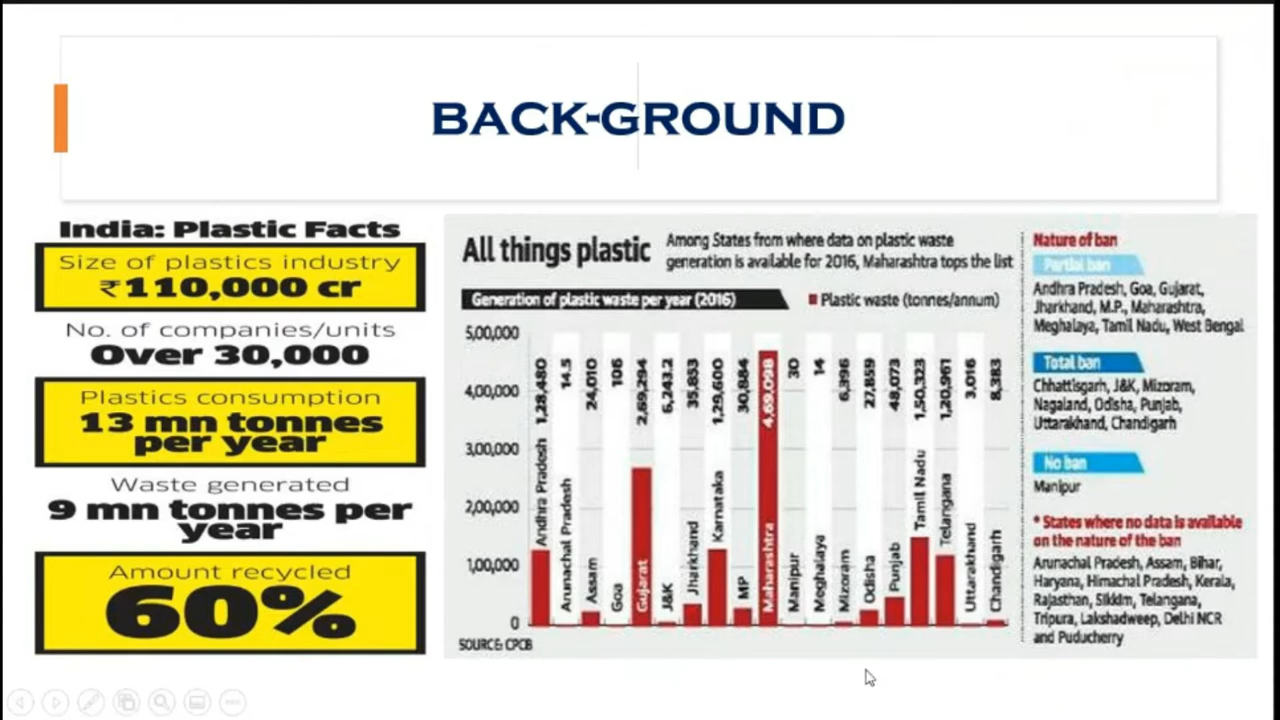 BACK-GROUND
India: Plastic Facts
Size of plastics industry
₹110,000 cr
No. of companies/units
Over 30,000
Plastics consumption
13 mn tonnes
per year
Waste generated
9 mn tonnes per
year
Amount recycled
60%
All things plastic
Among States from where data on plastic waste
generation is available for 2016, Maharashtra tops the list
Generation of plastic waste per year (2016)
Plastic waste (tonnes/annum)
5,00,000
4,00,000
3,00,000
2,00,000
1,00,000
0
Andhra Pradesh 1,28,480
Arunachal Pradesh 14.5
Assam 24,010
Goa 106
Gujarat 2,69,294
J&K 6,243.2
Jharkhand 35,853
Karnataka 1,29,600
MP 30,884
Maharashtra 4,69,098
Manipur 30
Meghalaya 14
Mizoram 6,396
Odisha 27,859
Punjab 48,073
Tamil Nadu 1,50,323
Telangana 1,20,961
Uttarakhand 3,016
Chandigarh 8,383
SOURCE: CPCB
Nature of ban
Partial ban
Andhra Pradesh, Goa, Gujarat,
Jharkhand, M.P., Maharashtra,
Meghalaya, Tamil Nadu, West Bengal
Total ban
Chhattisgarh, J&K, Mizoram,
Nagaland, Odisha, Punjab,
Uttarakhand, Chandigarh
No ban
Manipur
* States where no data is available
on the nature of the ban
Arunachal Pradesh, Assam, Bihar,
Haryana, Himachal Pradesh, Kerala,
Rajasthan, Sikkim, Telangana,
Tripura, Lakshadweep, Delhi NCR
and Puducherry